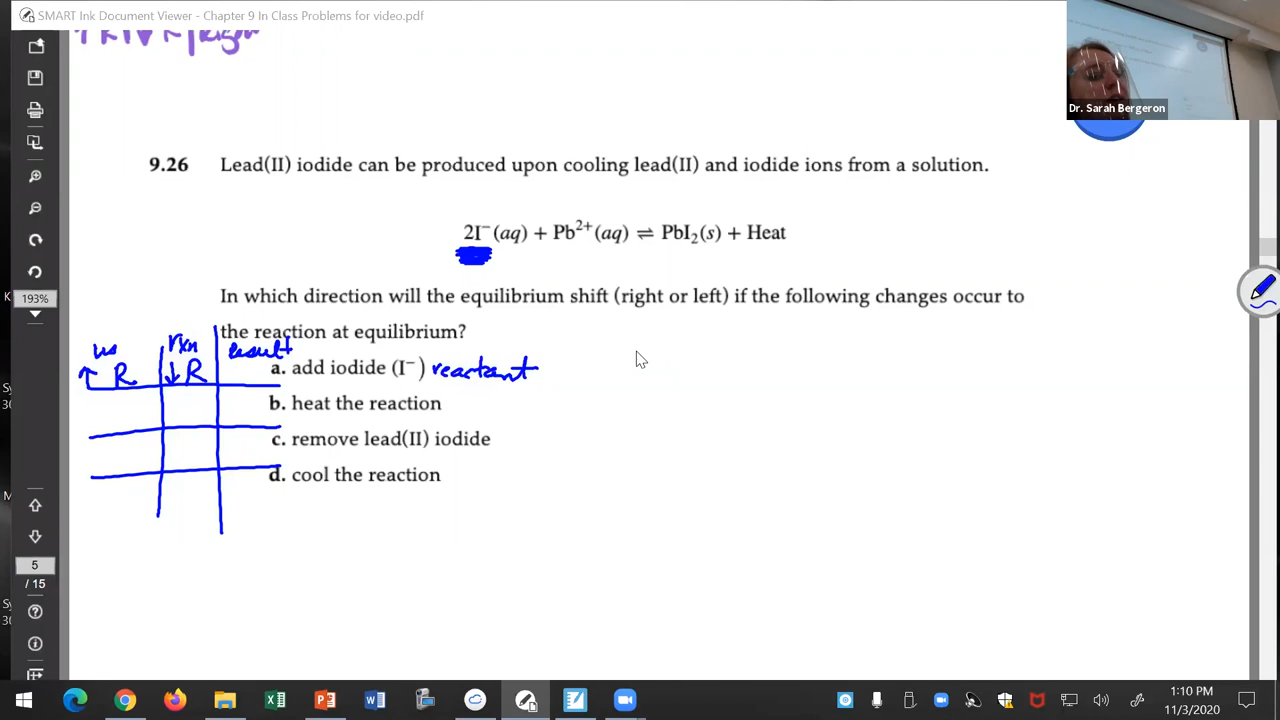 SMART Ink Document Viewer - Chapter 9 In Class Problems for video.pdf
Dr. Sarah Bergeron
9.26 Lead(II) iodide can be produced upon cooling lead(II) and iodide ions from a solution.
2I⁻(aq) + Pb²⁺(aq) ⇌ PbI₂(s) + Heat
In which direction will the equilibrium shift (right or left) if the following changes occur to
the reaction at equilibrium?
us rxn result
↑ R ↓ R
a. add iodide (I⁻) reactant
b. heat the reaction
c. remove lead(II) iodide
d. cool the reaction
193%
5
/ 15
1:10 PM
11/3/2020